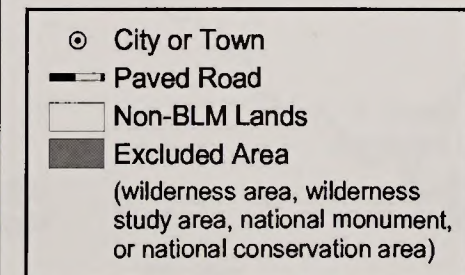 City or Town
Paved Road
Non-BLM Lands
Excluded Area
(wilderness area, wilderness
study area, national monument,
or national conservation area)